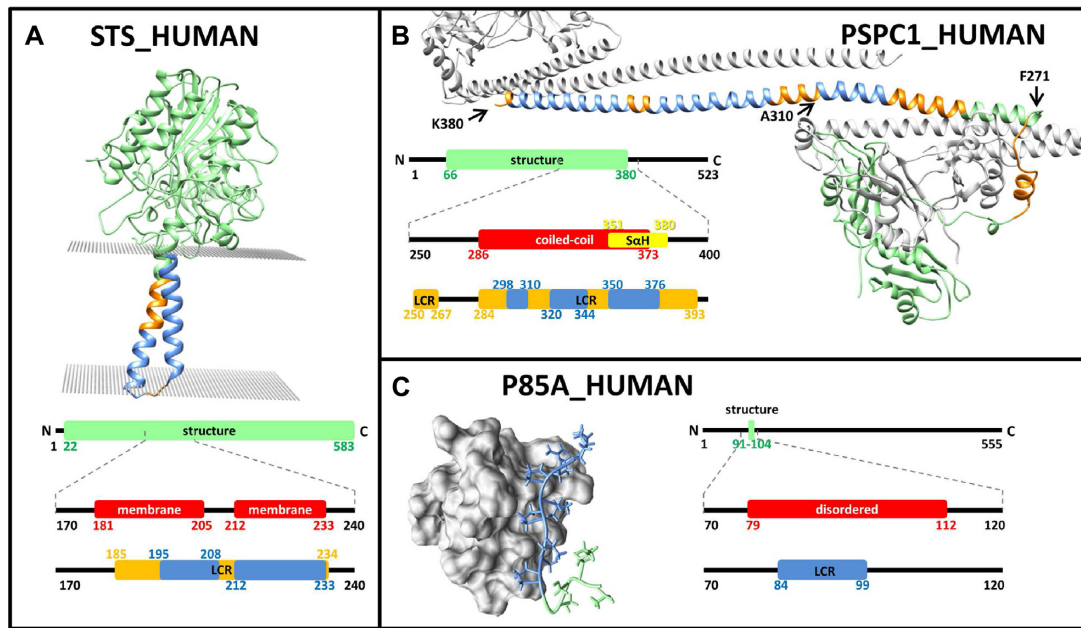 A STS_HUMAN
N structure C
1 22 583
170 membrane membrane 240
181 205 212 233
185 195 208 234
LCR
170 212 233 240
B PSPC1_HUMAN
F271
A310
K380
N structure C
1 66 380 523
351 380
coiled-coil SαH
250 286 373 400
298 310 350 376
LCR LCR
250 267 284 320 344 393
C P85A_HUMAN
structure
N C
1 91-104 555
disordered
70 79 112 120
LCR
70 84 99 120